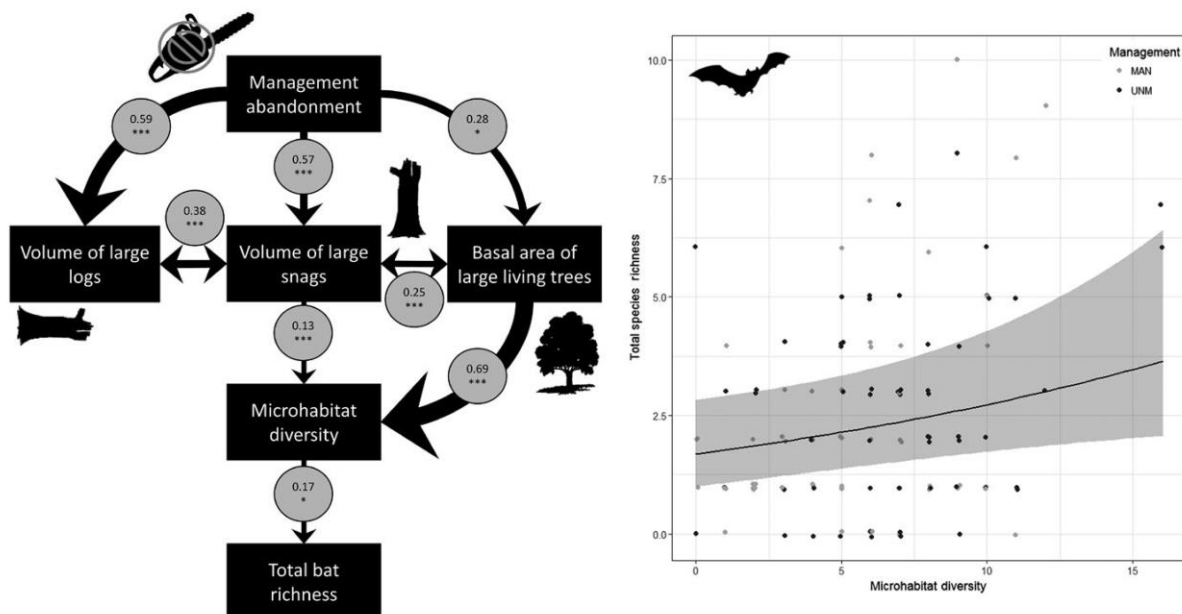 Management
abandonment
0.59
***
0.57
***
0.28
*
0.38
***
Volume of large
logs
Volume of large
snags
Basal area of
large living trees
0.25
***
0.13
***
0.69
***
Microhabitat
diversity
0.17
*
Total bat
richness
Management
MAN
UNM
Total species richness
10.0
7.5
5.0
2.5
0.0
0
5
10
15
Microhabitat diversity